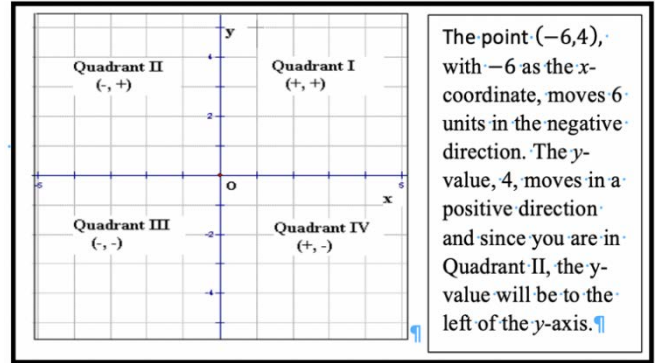 y
4
Quadrant II
(-, +)
Quadrant I
(+, +)
2
-5
O
x
5
Quadrant III
(-, -)
-2
Quadrant IV
(+, -)
-4
¶
The point (−6,4),
with −6 as the x-
coordinate, moves 6
units in the negative
direction. The y-
value, 4, moves in a
positive direction
and since you are in
Quadrant II, the y-
value will be to the
left of the y-axis.¶